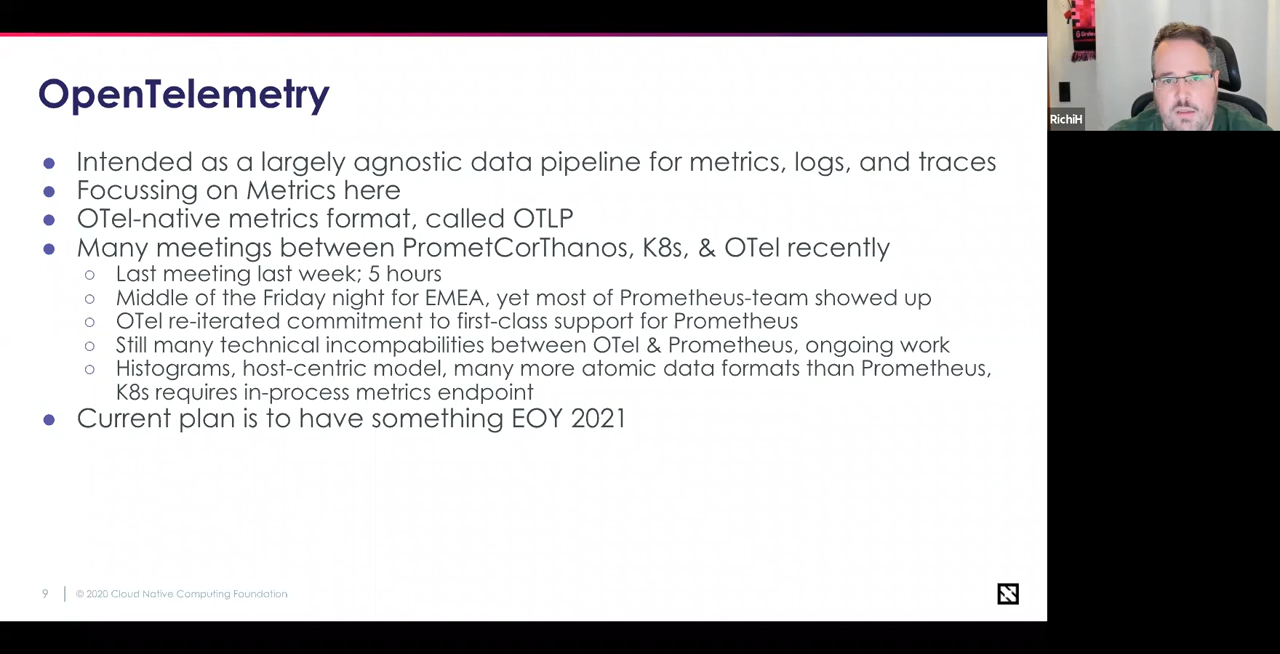 OpenTelemetry
● Intended as a largely agnostic data pipeline for metrics, logs, and traces
● Focussing on Metrics here
● OTel-native metrics format, called OTLP
● Many meetings between PrometCorThanos, K8s, & OTel recently
○ Last meeting last week; 5 hours
○ Middle of the Friday night for EMEA, yet most of Prometheus-team showed up
○ OTel re-iterated commitment to first-class support for Prometheus
○ Still many technical incompabilities between OTel & Prometheus, ongoing work
○ Histograms, host-centric model, many more atomic data formats than Prometheus,
K8s requires in-process metrics endpoint
● Current plan is to have something EOY 2021
9 © 2020 Cloud Native Computing Foundation
RichiH